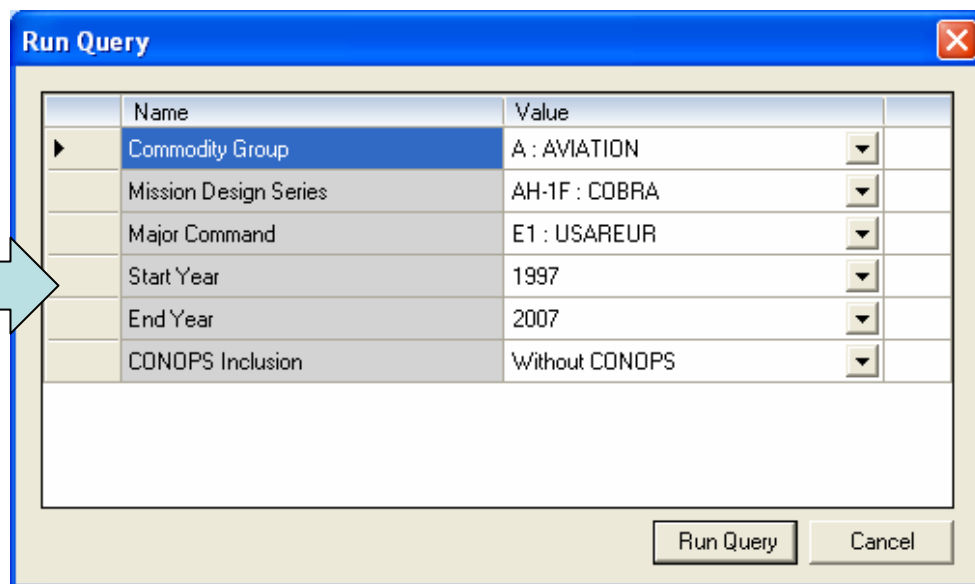 Run Query
Name Value
Commodity Group A : AVIATION
Mission Design Series AH-1F : COBRA
Major Command E1 : USAREUR
Start Year 1997
End Year 2007
CONOPS Inclusion Without CONOPS
Run Query Cancel